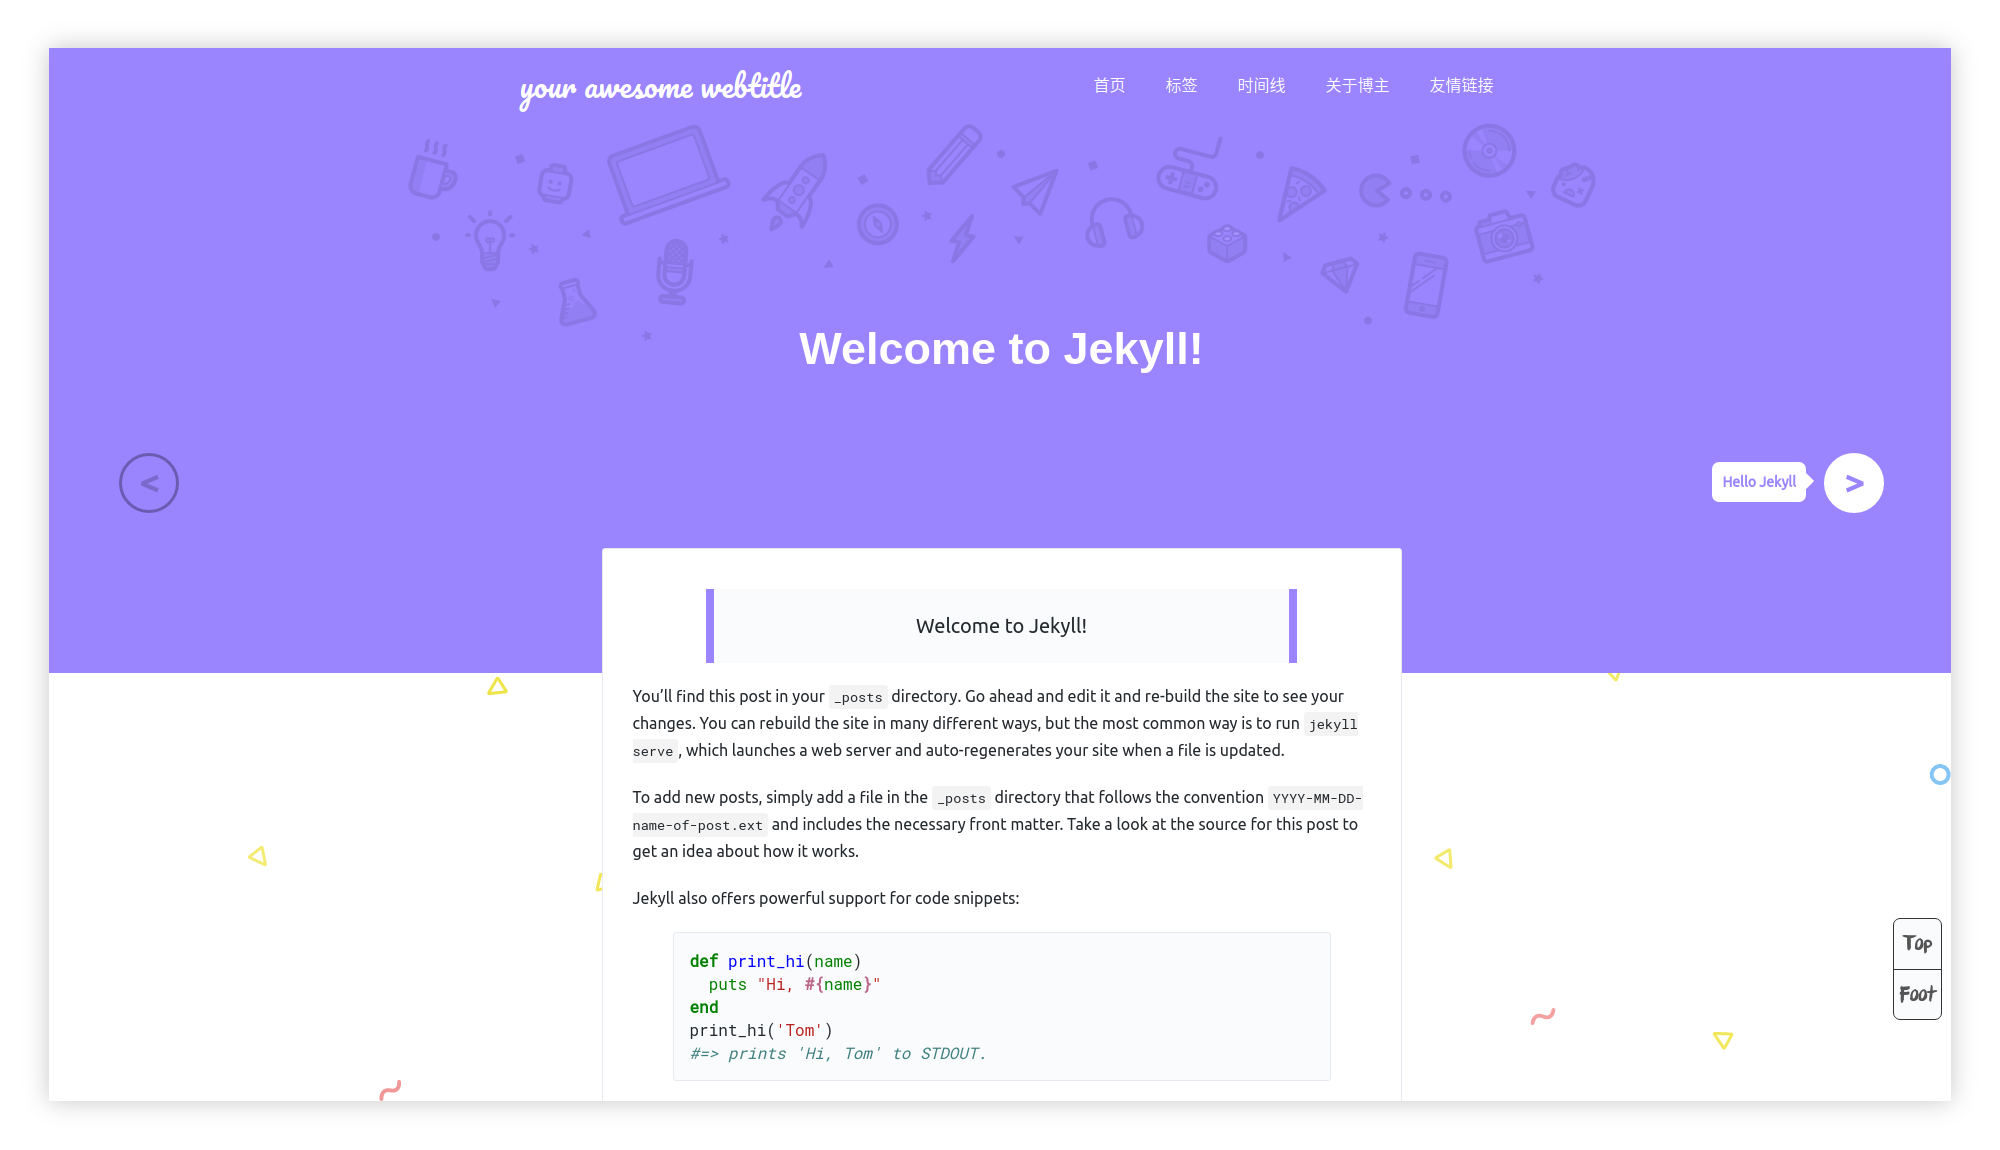 your awesome webtitle
首页 标签 时间线 关于博主 友情链接
Welcome to Jekyll!
<
Hello Jekyll
>
Welcome to Jekyll!
You’ll find this post in your _posts directory. Go ahead and edit it and re-build the site to see your
changes. You can rebuild the site in many different ways, but the most common way is to run jekyll
serve , which launches a web server and auto-regenerates your site when a file is updated.
To add new posts, simply add a file in the _posts directory that follows the convention YYYY-MM-DD-
name-of-post.ext and includes the necessary front matter. Take a look at the source for this post to
get an idea about how it works.
Jekyll also offers powerful support for code snippets:
def print_hi(name)
  puts "Hi, #{name}"
end
print_hi('Tom')
#=> prints 'Hi, Tom' to STDOUT.
Top
Foot